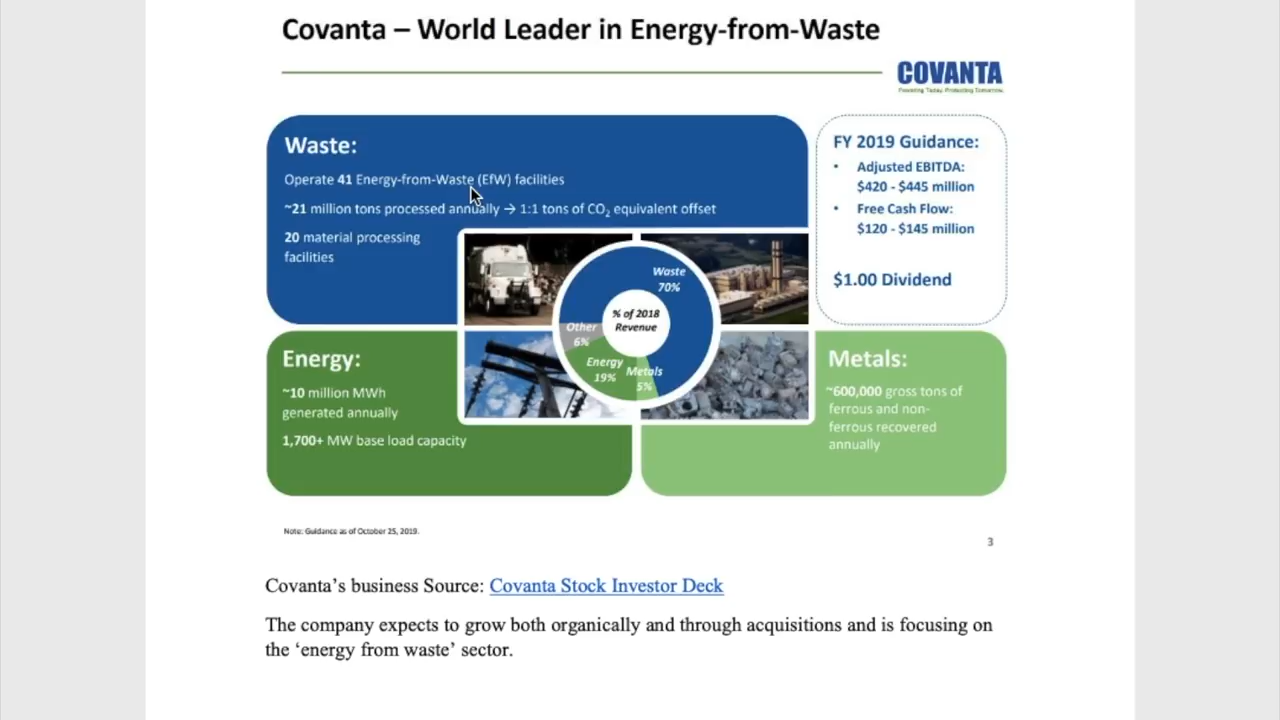 Covanta – World Leader in Energy-from-Waste
COVANTA
Powering Today. Protecting Tomorrow.
Waste:
Operate 41 Energy-from-Waste (EfW) facilities
~21 million tons processed annually → 1:1 tons of CO2 equivalent offset
20 material processing
facilities
FY 2019 Guidance:
• Adjusted EBITDA:
$420 - $445 million
• Free Cash Flow:
$120 - $145 million
$1.00 Dividend
Waste
70%
% of 2018
Revenue
Other
6%
Energy
19%
Metals
5%
Energy:
~10 million MWh
generated annually
1,700+ MW base load capacity
Metals:
~600,000 gross tons of
ferrous and non-
ferrous recovered
annually
Note: Guidance as of October 25, 2019.
3
Covanta’s business Source: Covanta Stock Investor Deck
The company expects to grow both organically and through acquisitions and is focusing on
the ‘energy from waste’ sector.